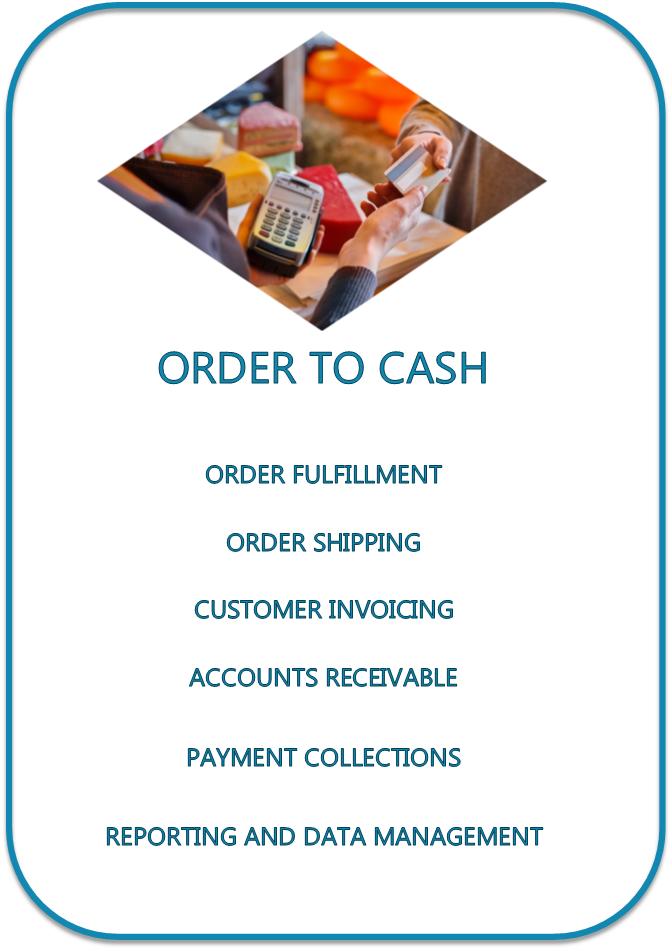 ORDER TO CASH
ORDER FULFILLMENT
ORDER SHIPPING
CUSTOMER INVOICING
ACCOUNTS RECEIVABLE
PAYMENT COLLECTIONS
REPORTING AND DATA MANAGEMENT